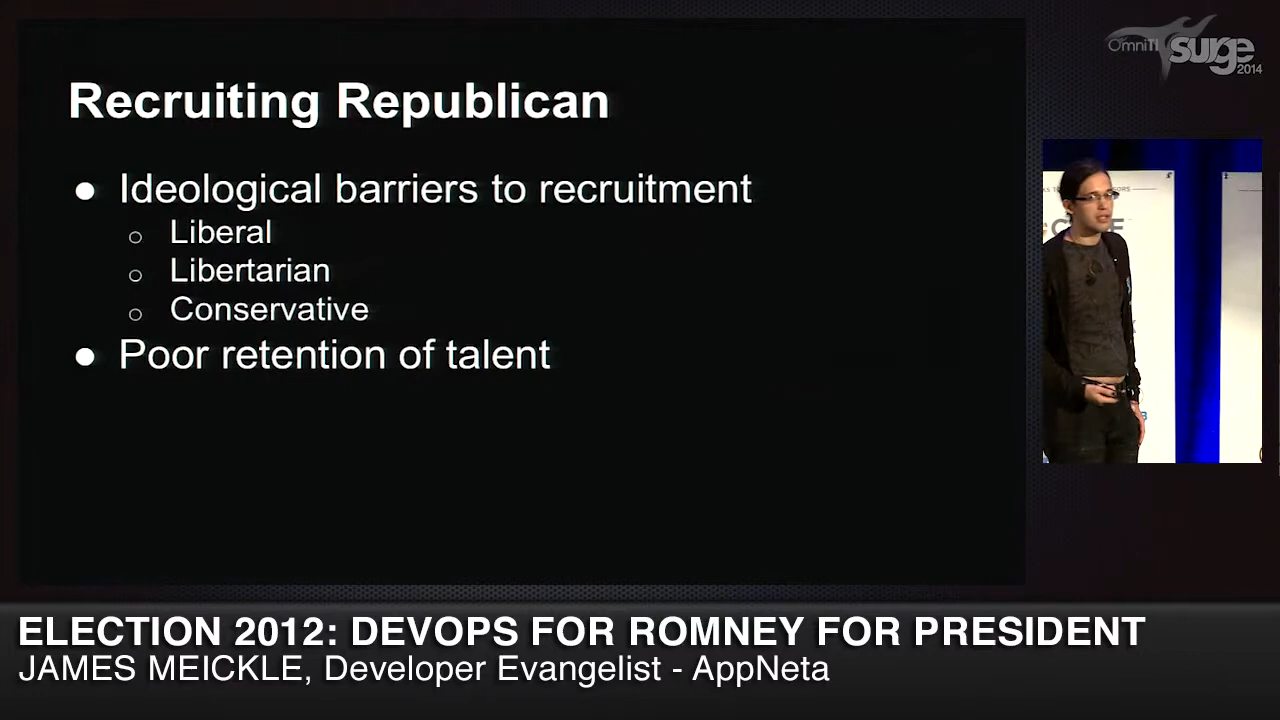 OmniTI surge
2014
Recruiting Republican
● Ideological barriers to recruitment
○ Liberal
○ Libertarian
○ Conservative
● Poor retention of talent
ELECTION 2012: DEVOPS FOR ROMNEY FOR PRESIDENT
JAMES MEICKLE, Developer Evangelist - AppNeta